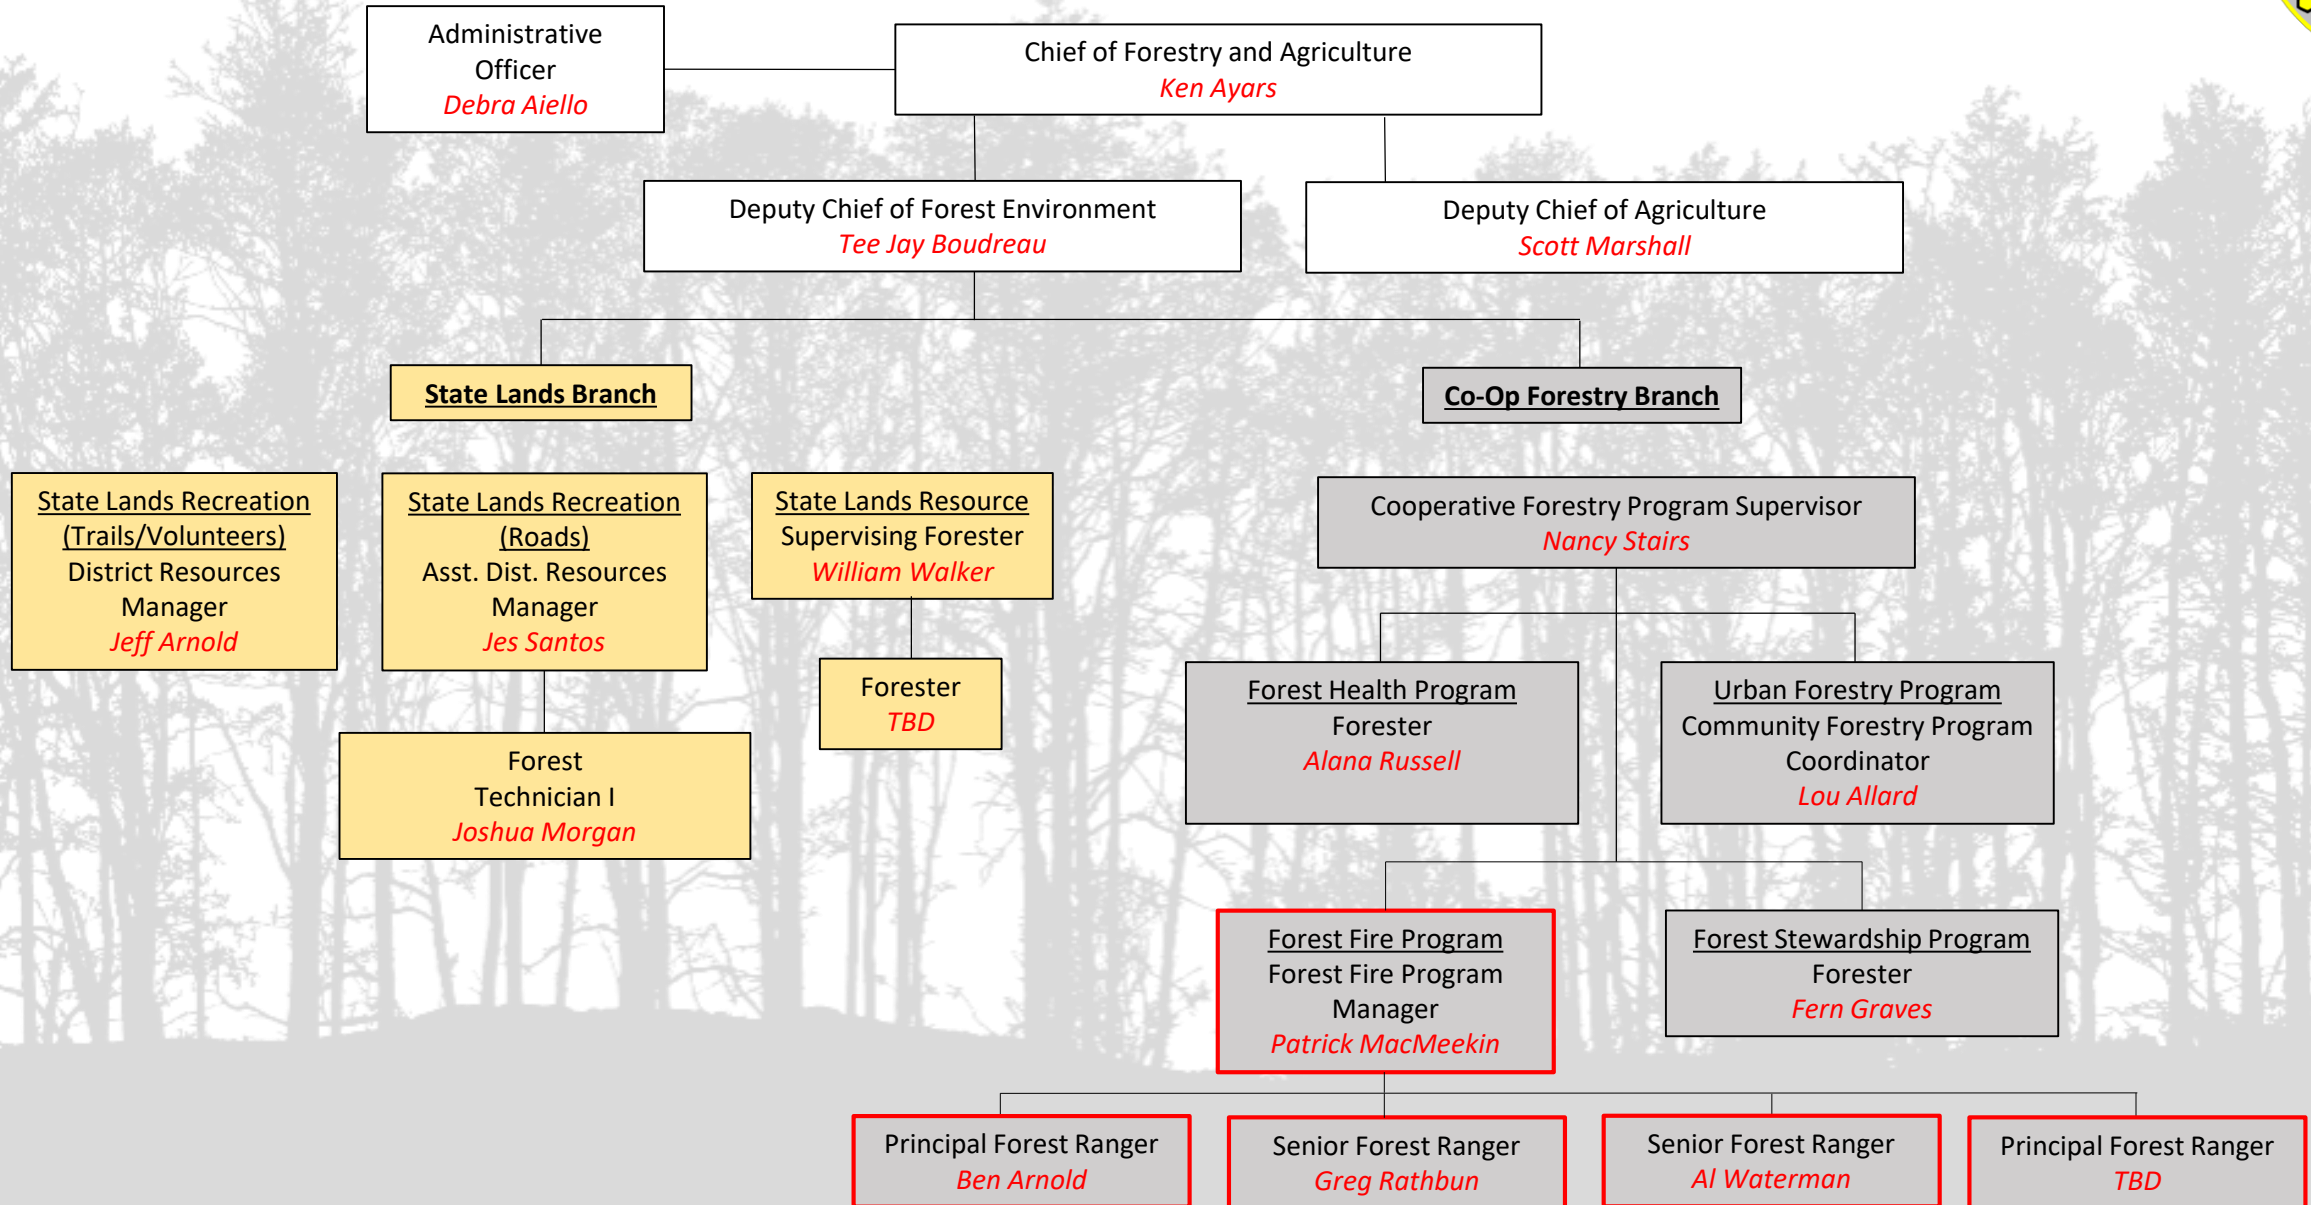 Administrative
Officer
Debra Aiello
Chief of Forestry and Agriculture
Ken Ayars
Deputy Chief of Forest Environment
Tee Jay Boudreau
Deputy Chief of Agriculture
Scott Marshall
State Lands Branch
Co-Op Forestry Branch
State Lands Recreation
(Trails/Volunteers)
District Resources
Manager
Jeff Arnold
State Lands Recreation
(Roads)
Asst. Dist. Resources
Manager
Jes Santos
State Lands Resource
Supervising Forester
William Walker
Cooperative Forestry Program Supervisor
Nancy Stairs
Forester
TBD
Forest
Technician I
Joshua Morgan
Forest Health Program
Forester
Alana Russell
Urban Forestry Program
Community Forestry Program
Coordinator
Lou Allard
Forest Fire Program
Forest Fire Program
Manager
Patrick MacMeekin
Forest Stewardship Program
Forester
Fern Graves
Principal Forest Ranger
Ben Arnold
Senior Forest Ranger
Greg Rathbun
Senior Forest Ranger
Al Waterman
Principal Forest Ranger
TBD